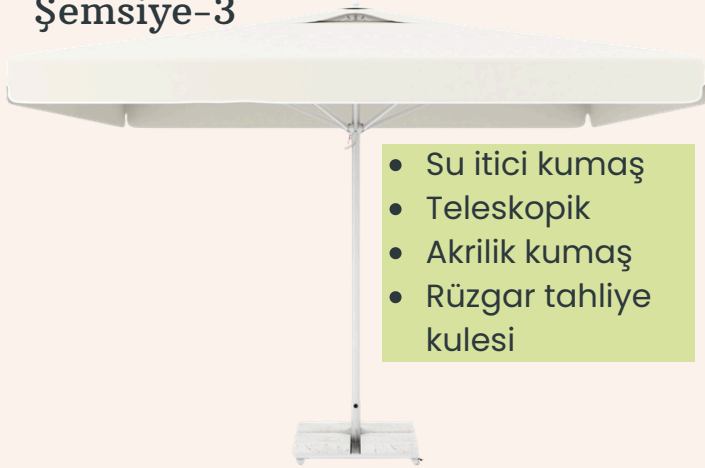 Şemsiye-3
• Su itici kumaş
• Teleskopik
• Akrilik kumaş
• Rüzgar tahliye
kulesi